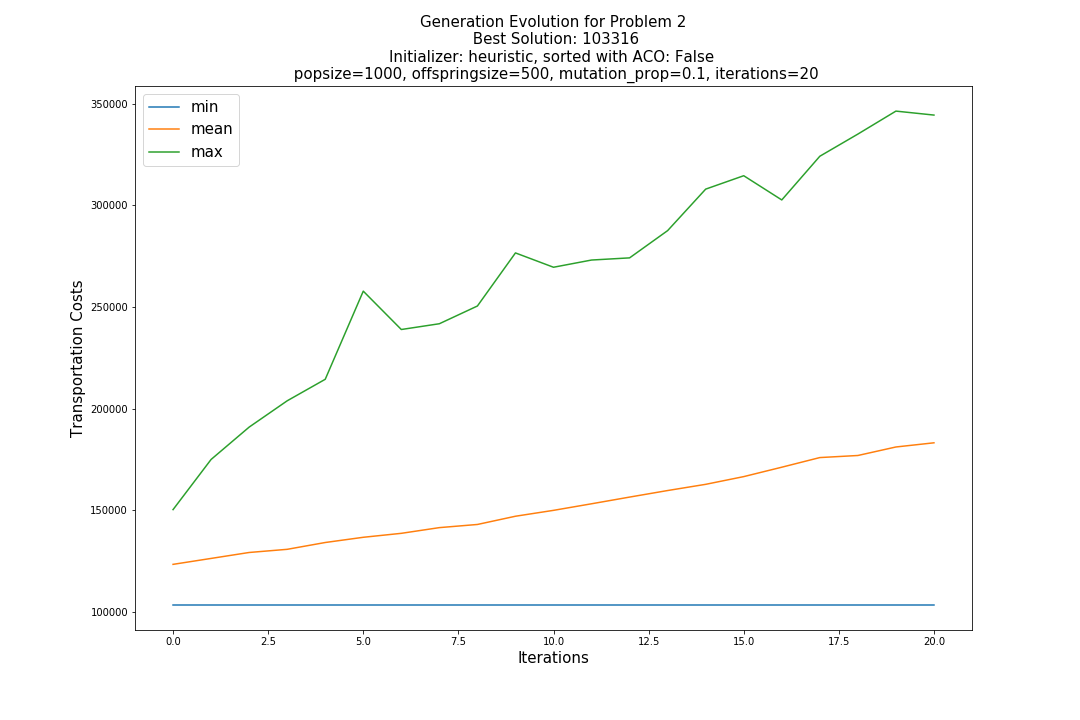 Generation Evolution for Problem 2
Best Solution: 103316
Initializer: heuristic, sorted with ACO: False
popsize=1000, offspringsize=500, mutation_prop=0.1, iterations=20
min
mean
max
350000
300000
250000
200000
150000
100000
Transportation Costs
0.0 2.5 5.0 7.5 10.0 12.5 15.0 17.5 20.0
Iterations